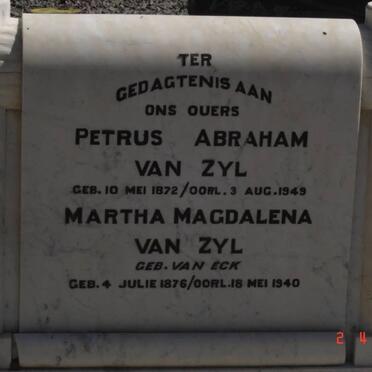 TER
GEDAGTENIS AAN
ONS OUERS
PETRUS ABRAHAM
VAN ZYL
GEB. 10 MEI 1872/OORL. 3 AUG. 1949
MARTHA MAGDALENA
VAN ZYL
GEB. VAN ECK
GEB. 4 JULIE 1876/OORL. 18 MEI 1940
2 4